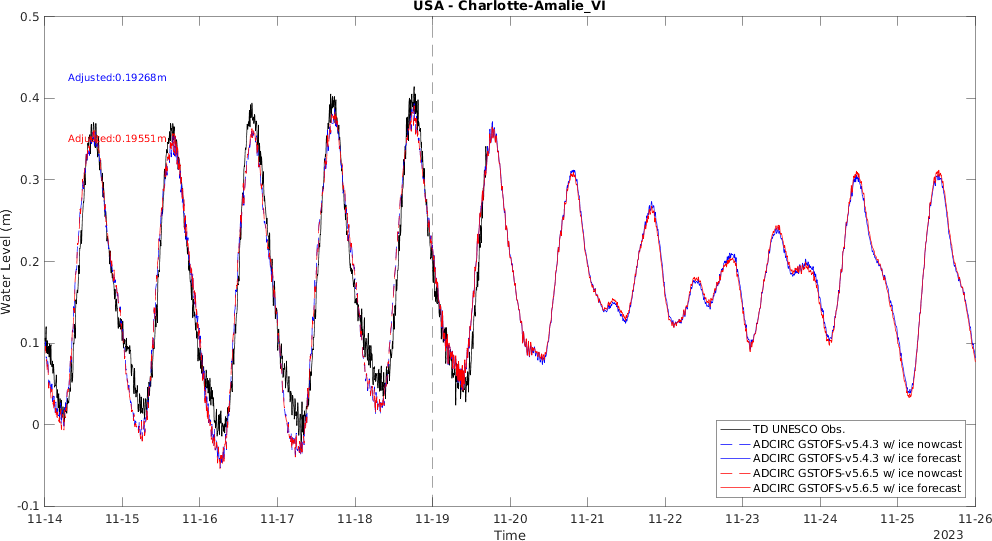 USA - Charlotte-Amalie_VI
0.5
0.4
0.3
0.2
0.1
0
-0.1
Water Level (m)
Adjusted:0.19268m
Adjusted:0.19551m
TD UNESCO Obs.
ADCIRC GSTOFS-v5.4.3 w/ ice nowcast
ADCIRC GSTOFS-v5.4.3 w/ ice forecast
ADCIRC GSTOFS-v5.6.5 w/ ice nowcast
ADCIRC GSTOFS-v5.6.5 w/ ice forecast
11-14 11-15 11-16 11-17 11-18 11-19 11-20 11-21 11-22 11-23 11-24 11-25 11-26
Time
2023